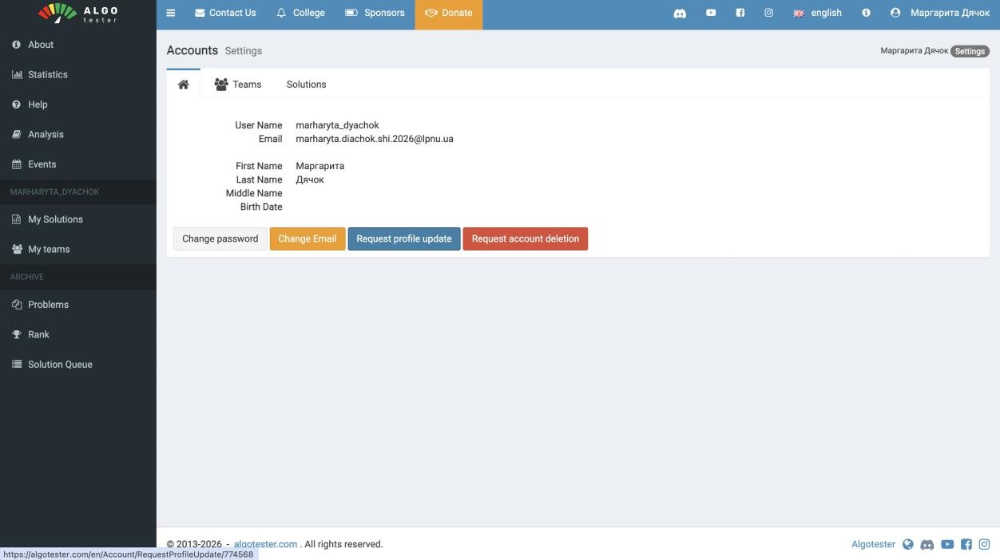 ALGO
tester
Contact Us
College
Sponsors
Donate
english
Маргарита Дячок
About
Statistics
Help
Analysis
Events
MARHARYTA_DYACHOK
My Solutions
My teams
ARCHIVE
Problems
Rank
Solution Queue
Accounts Settings
Маргарита Дячок Settings
Teams
Solutions
User Name marharyta_dyachok
Email marharyta.diachok.shi.2026@lpnu.ua
First Name Маргарита
Last Name Дячок
Middle Name
Birth Date
Change password
Change Email
Request profile update
Request account deletion
© 2013-2026 - algotester.com . All rights reserved.
Algotester
https://algotester.com/en/Account/RequestProfileUpdate/774568